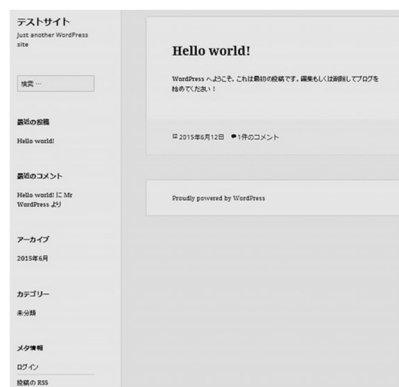 テストサイト
Just another WordPress
site
検索 …
最近の投稿
Hello world!
最近のコメント
Hello world! に Mr
WordPress より
アーカイブ
2015年6月
カテゴリー
未分類
メタ情報
ログイン
投稿の RSS
Hello world!
WordPress へようこそ。これは最初の投稿です。編集もしくは削除してブログを
始めてください !
2015年6月12日 1件のコメント
Proudly powered by WordPress